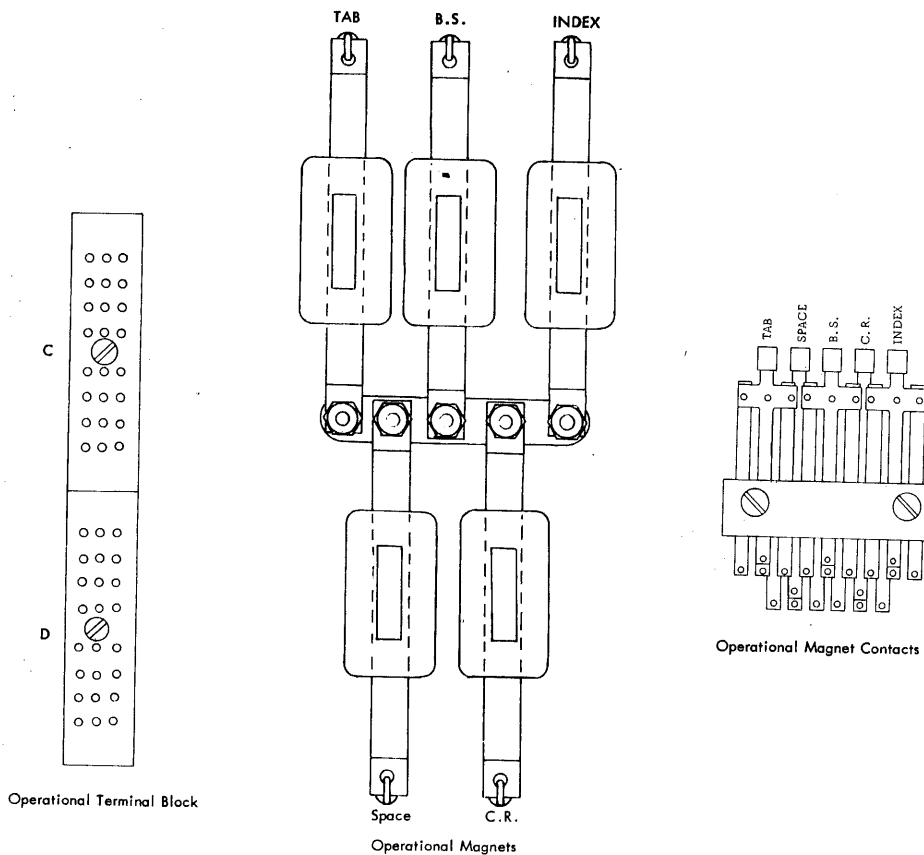 TAB B.S. INDEX
C
D
Operational Terminal Block
Space C.R.
Operational Magnets
TAB
SPACE
B.S.
C.R.
INDEX
Operational Magnet Contacts